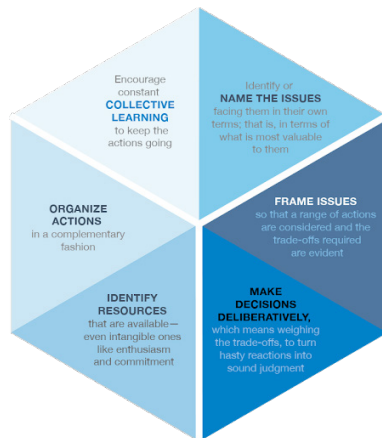 Encourage
constant
COLLECTIVE
LEARNING
to keep the
actions going
Identify or
NAME THE ISSUES
facing them in their own
terms; that is, in terms of
what is most valuable
to them
FRAME ISSUES
so that a range of actions
are considered and the
trade-offs required
are evident
MAKE
DECISIONS
DELIBERATIVELY,
which means weighing
the trade-offs, to turn
hasty reactions into
sound judgment
IDENTIFY
RESOURCES
that are available—
even intangible ones
like enthusiasm
and commitment
ORGANIZE
ACTIONS
in a complementary
fashion